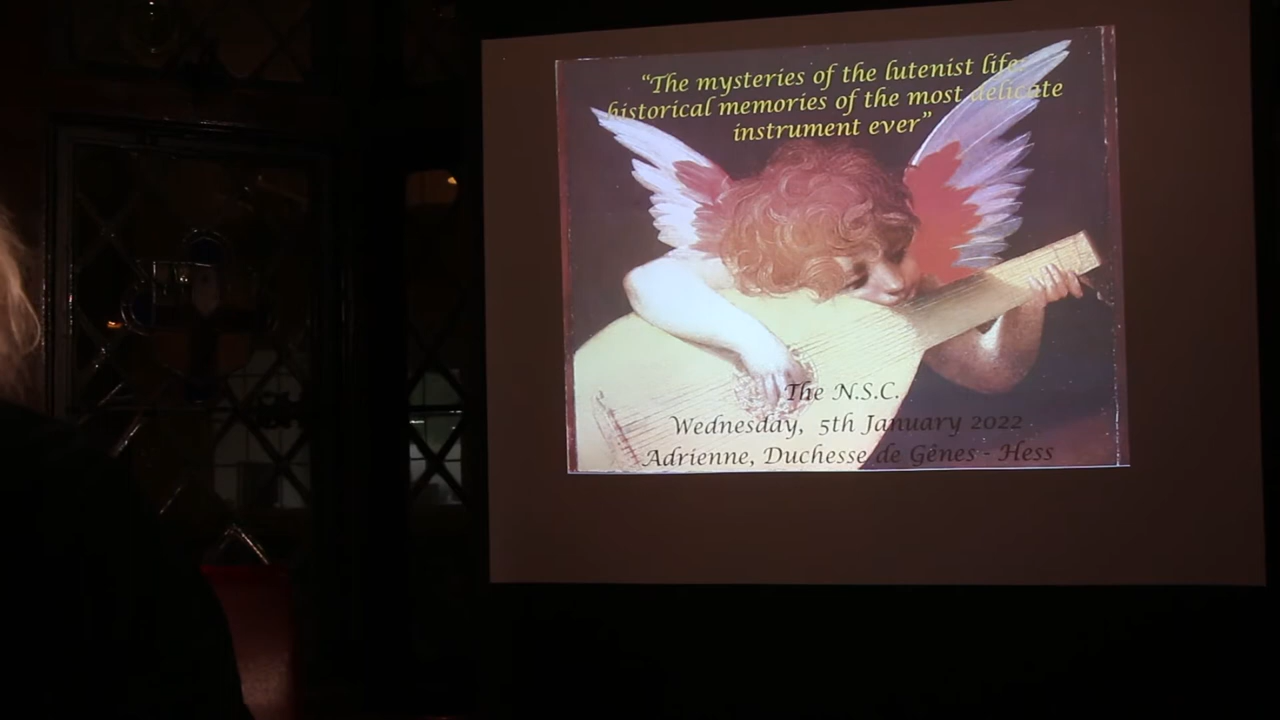 "The mysteries of the lutenist life:
historical memories of the most delicate
instrument ever"
The N.S.C.
Wednesday, 5th January 2022
Adrienne, Duchesse de Gênes - Hess